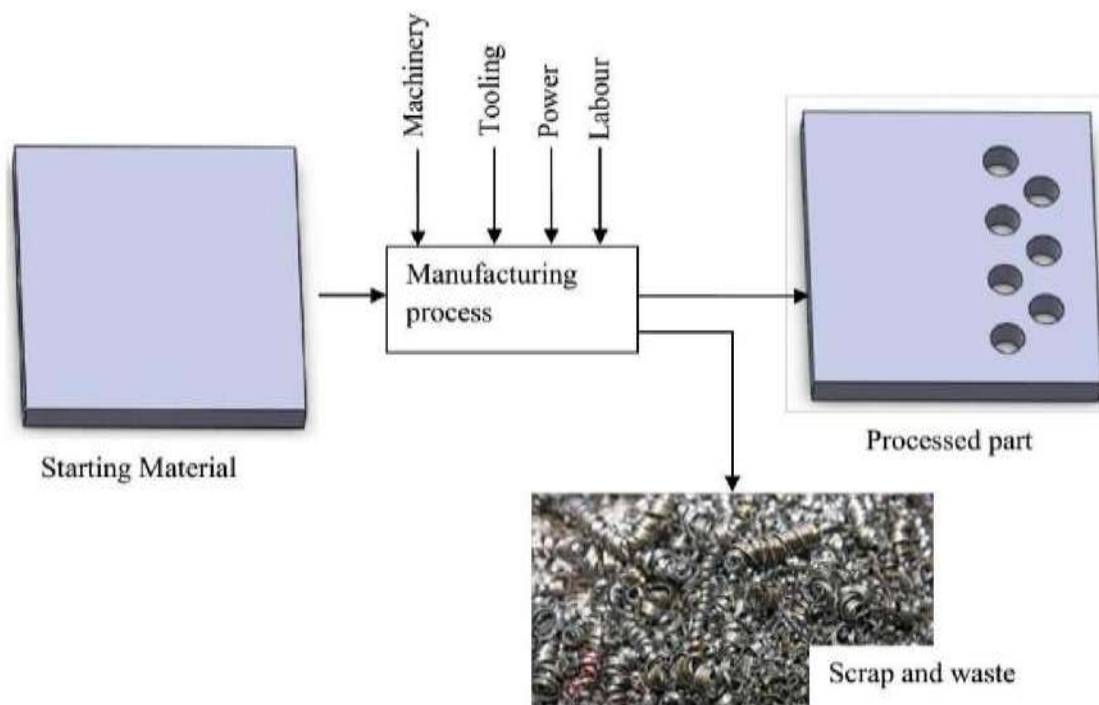 Machinery
Tooling
Power
Labour
Manufacturing
process
Starting Material
Processed part
Scrap and waste